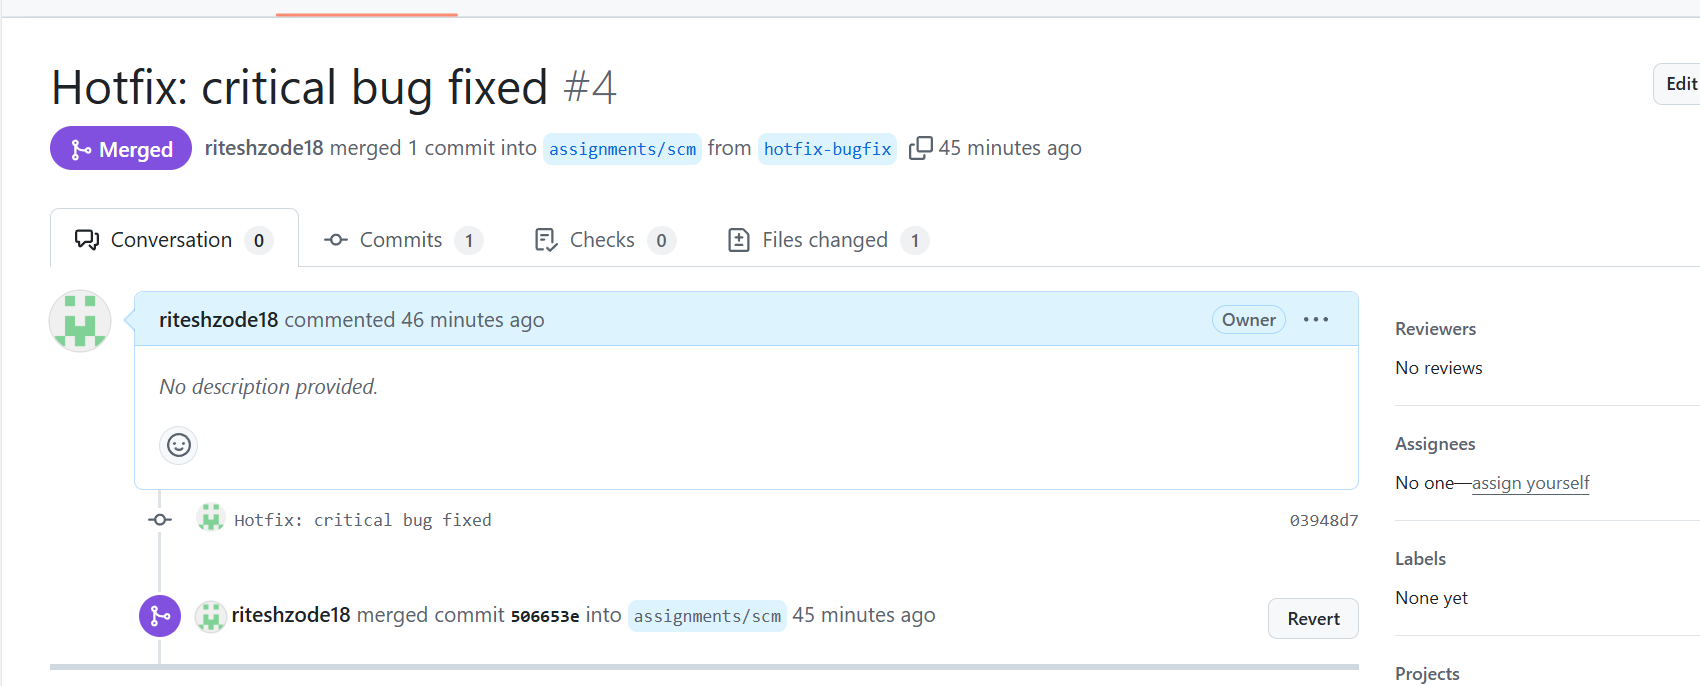 Hotfix: critical bug fixed #4
Edit
Merged riteshzode18 merged 1 commit into assignments/scm from hotfix-bugfix 45 minutes ago
Conversation 0 Commits 1 Checks 0 Files changed 1
riteshzode18 commented 46 minutes ago Owner ...
No description provided.
Hotfix: critical bug fixed 03948d7
riteshzode18 merged commit 506653e into assignments/scm 45 minutes ago Revert
Reviewers
No reviews
Assignees
No one—assign yourself
Labels
None yet
Projects